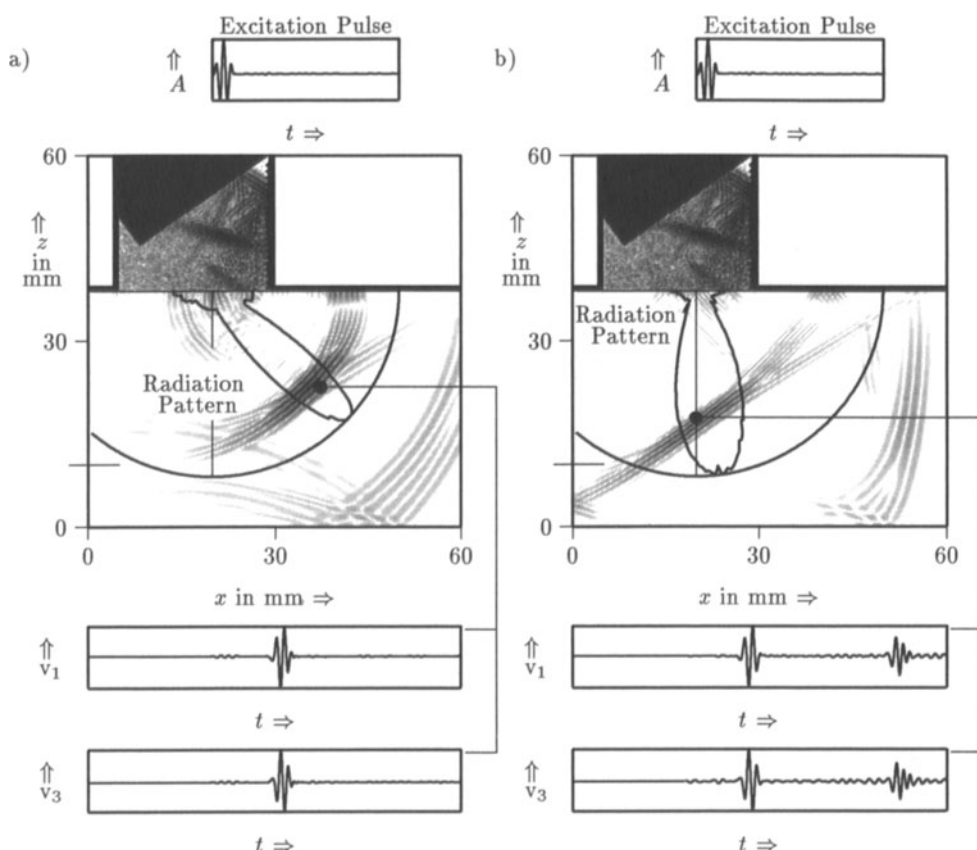 a)
Excitation Pulse
⇑
A
t ⇒
60
30
0
⇑
z
in
mm
Radiation
Pattern
0
30
60
x in mm ⇒
⇑
v1
t ⇒
⇑
v3
t ⇒
b)
Excitation Pulse
⇑
A
t ⇒
60
30
0
⇑
z
in
mm
Radiation
Pattern
0
30
60
x in mm ⇒
⇑
v1
t ⇒
⇑
v3
t ⇒